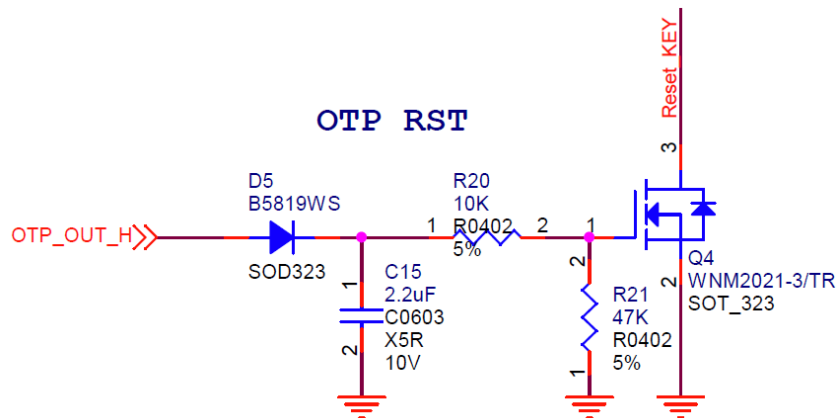 Reset KEY
OTP RST
3
D5
B5819WS
R20
10K
OTP_OUT_H
1
R0402
2
1
5%
SOD323
Q4
WNM2021-3/TR
SOT_323
2
1
C15
2.2uF
C0603
X5R
10V
2
2
R21
47K
R0402
5%
1